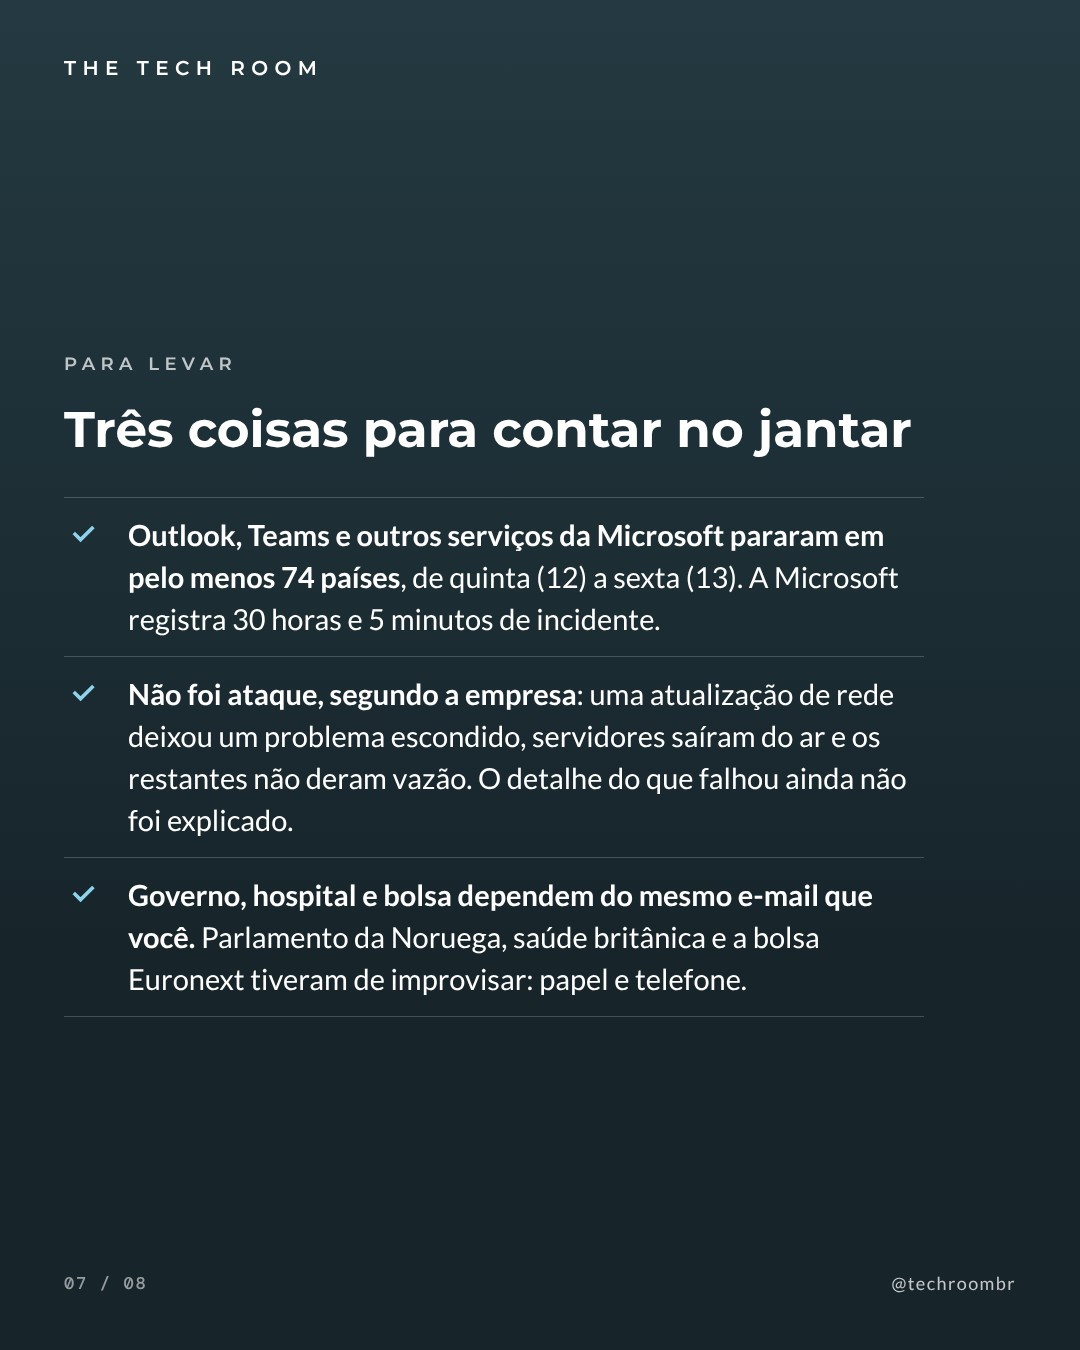 THE TECH ROOM
PARA LEVAR
Três coisas para contar no jantar
Outlook, Teams e outros serviços da Microsoft pararam em
pelo menos 74 países, de quinta (12) a sexta (13). A Microsoft
registra 30 horas e 5 minutos de incidente.
Não foi ataque, segundo a empresa: uma atualização de rede
deixou um problema escondido, servidores saíram do ar e os
restantes não deram vazão. O detalhe do que falhou ainda não
foi explicado.
Governo, hospital e bolsa dependem do mesmo e-mail que
você. Parlamento da Noruega, saúde britânica e a bolsa
Euronext tiveram de improvisar: papel e telefone.
07 / 08
@techroombr